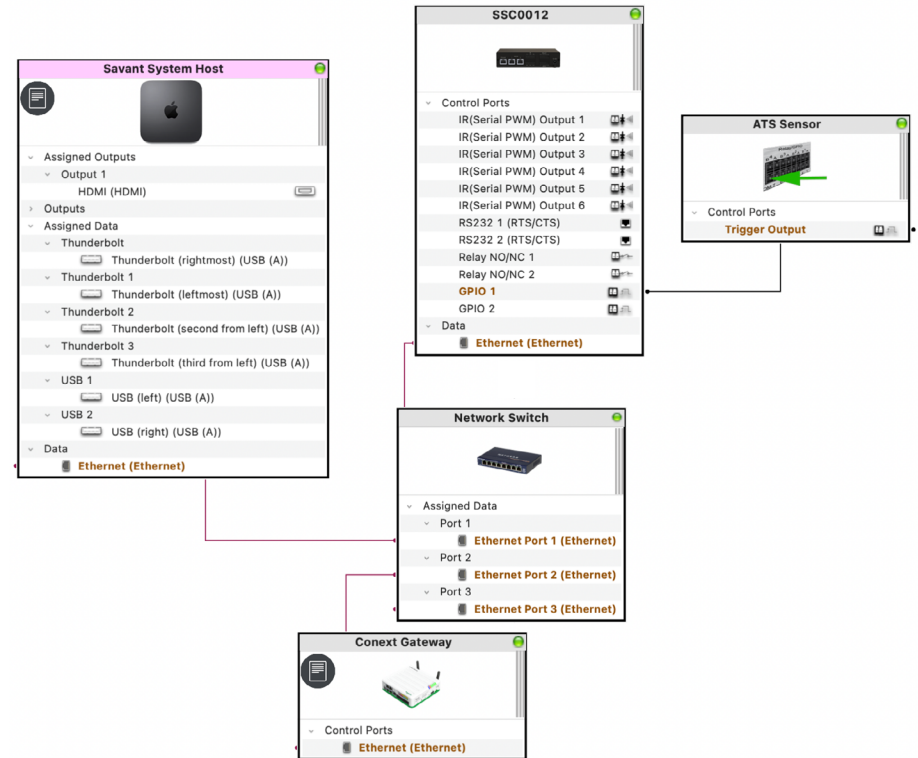 Savant System Host
Assigned Outputs
Output 1
HDMI (HDMI)
Outputs
Assigned Data
Thunderbolt
Thunderbolt (rightmost) (USB (A))
Thunderbolt 1
Thunderbolt (leftmost) (USB (A))
Thunderbolt 2
Thunderbolt (second from left) (USB (A))
Thunderbolt 3
Thunderbolt (third from left) (USB (A))
USB 1
USB (left) (USB (A))
USB 2
USB (right) (USB (A))
Data
Ethernet (Ethernet)
SSC0012
Control Ports
IR(Serial PWM) Output 1
IR(Serial PWM) Output 2
IR(Serial PWM) Output 3
IR(Serial PWM) Output 4
IR(Serial PWM) Output 5
IR(Serial PWM) Output 6
RS232 1 (RTS/CTS)
RS232 2 (RTS/CTS)
Relay NO/NC 1
Relay NO/NC 2
GPIO 1
GPIO 2
Data
Ethernet (Ethernet)
ATS Sensor
Control Ports
Trigger Output
Network Switch
Assigned Data
Port 1
Ethernet Port 1 (Ethernet)
Port 2
Ethernet Port 2 (Ethernet)
Port 3
Ethernet Port 3 (Ethernet)
Conext Gateway
Control Ports
Ethernet (Ethernet)